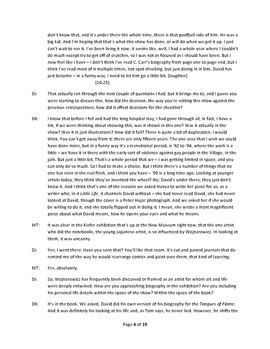 don't know that, and it's under there the whole time, there is that goofball side of him. He was a
big kid. And I'm hoping that that's what this show has done, or will do when we get it up. I just
can't wait to see it. I've been living it now, it seems like, well, I had a whole year where I couldn't
do much except try to get off of crutches, so I was not as focused as I should have been. But I
now feel like I have – I don't think I've read C. Carr's biography from page one to page end, but I
think I've read most of it multiple times, not spot checking, but just diving in bits. David has
just become – in a funny way, I need to let him go a little bit. [laughter]
[10:25]
DI: That actually ran through the next couple of questions I had, but it brings me to, and I guess you
were starting to discuss this, how did the decision, the way you're setting this show against the
previous retrospective, how did it affect decisions for the checklist?
DK: I know that before I fell and had the long hospital stay, I had gone through all, in fact, I have a
list, if we were thinking about showing this, was it shown in this one? Was it actually in the
show? Was it just illustrations? How did it fall? There is quite a bit of duplication, I would
think. You can't get away from it; there are only fifteen years. The one area that I wish we could
have done more, but in a funny way it's a transitional period, is '82 to '84, where the work is a
little – we have it in there with the early sort of violence against gay people in the Village, in the
jail. But just a little bit. That's a whole period that we – I was getting limited in space, and you
can only do so much. So I had to make a choice. But I think there's a number of things that no
one has seen in the real flesh, and think you have – '99 is a long time ago. Looking at younger
artists today, they think they've invented the phone? No; David's under there; they just don't
know it. And I think that's one of the reasons we asked Hanya to write her piece for us, as a
writer who, in A Little Life, it channels David without – she had never read David, she had never
looked at David, though the cover is a Peter Hujar photograph. And we asked her if she would
be willing to do it, and she totally flipped out in doing it. I mean, she wrote a most magnificent
piece about what David means, how he opens your eyes and what he means.
MT: It was clear in the Kiefer exhibition that's up at the New Museum right now, that the one artist
who did the notebooks, the young Japanese artist, is so influenced by Wojnarowicz. In looking at
them, it was uncanny.
DI: Yes; I went there. Have you seen that? You'll like that room. It's cut and pasted journals that do
remind me of the way he would rearrange comics and paint over them, that kind of layering.
MT: Yes, absolutely.
DI: So, Wojnarowicz has frequently been discussed or framed as an artist for whom art and life
were deeply intertwined. How are you approaching biography in the exhibition? Are you including
his personal life details within the space of the show? Within the space of the book?
DK: It's in the book. We asked, David did his own version of his biography for the Tongues of Flame.
And it was definitely his looking at his life and, as Tom says, he never lied. However, he shifts the
Page 4 of 19